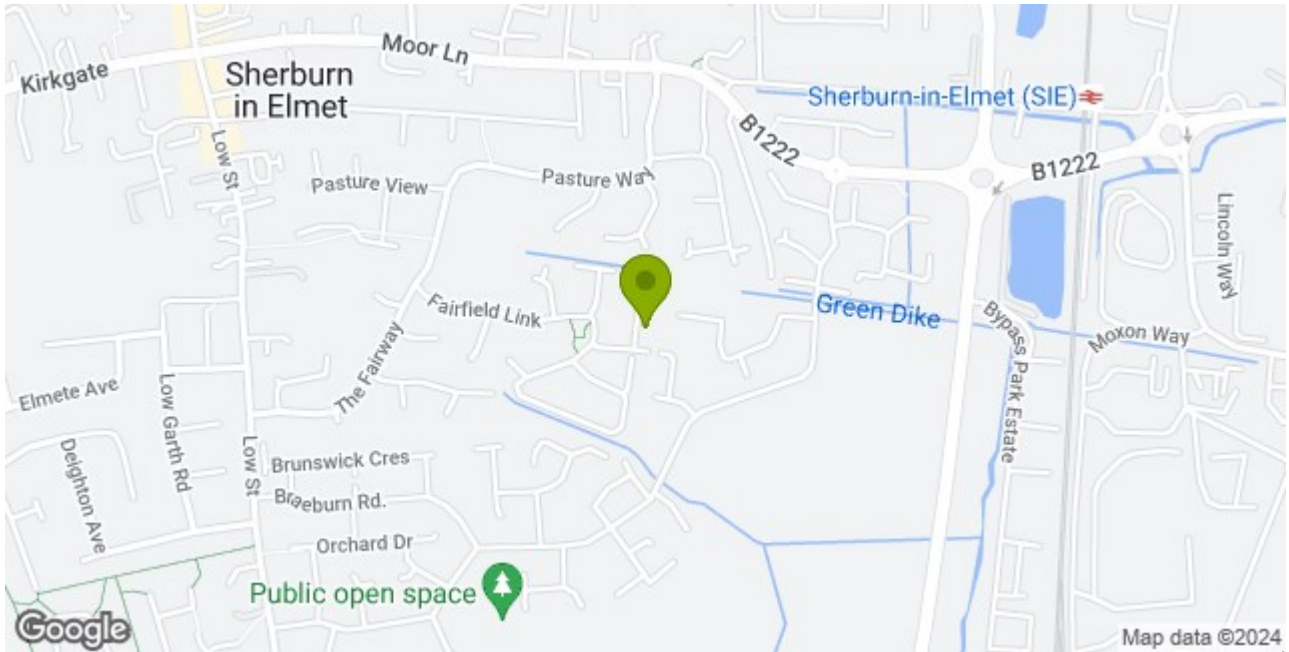 Kirkgate
Moor Ln
Sherburn
in Elmet
Sherburn-in-Elmet (SIE)
B1222
B1222
Low St
Pasture View
Pasture Way
Lincoln Way
Fairfield Link
Green Dike
Bypass Park Estate
Moxon Way
The Fairway
Elmete Ave
Low Garth Rd
Deighton Ave
Low St
Brunswick Cres
Braeburn Rd.
Orchard Dr
Public open space
Google
Map data ©2024